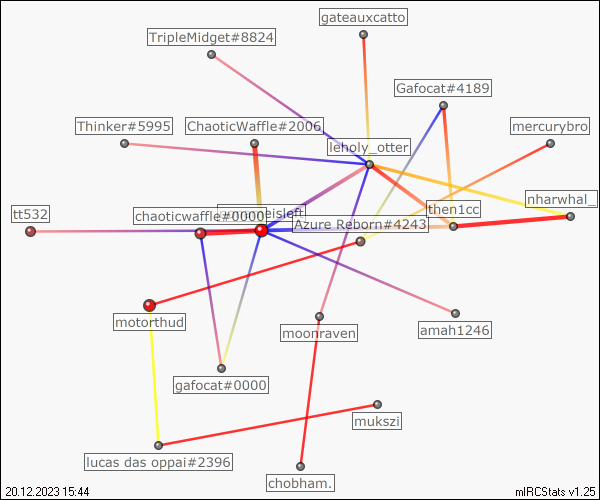 gateauxcatto
TripleMidget#8824
Gafocat#4189
Thinker#5995
ChaoticWaffle#2006
mercurybro
leholy_otter
nharwhal_
then1cc
tt532
chaoticwaffle#0000
eisleft
Azure Reborn#4243
motorthud
moonraven
amah1246
gafocat#0000
mukszi
lucas das oppai#2396
chobham.
20.12.2023 15:44
mIRCStats v1.25